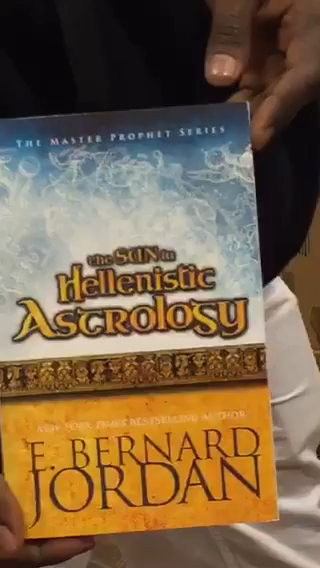 THE MASTER PROPHET SERIES
the SUN in
Hellenistic
Astrology
NEW YORK TIMES BESTSELLING AUTHOR
E. BERNARD
JORDAN